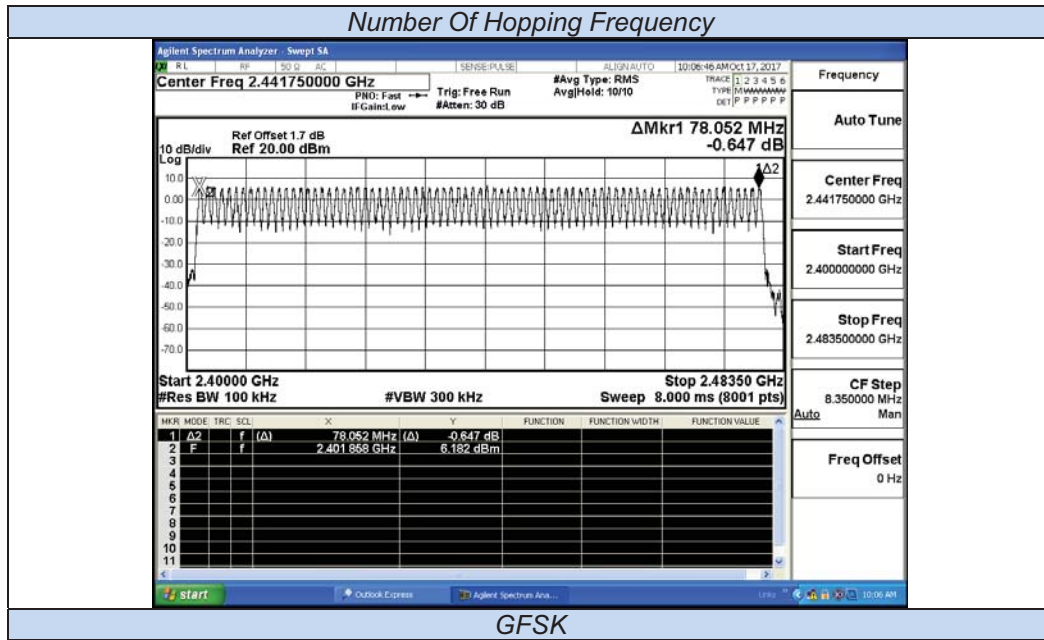 Number Of Hopping Frequency
Agilent Spectrum Analyzer - Swept SA
RL RF 50 Ω AC SENSE:PULSE ALIGNAUTO 10:06:46 AM Oct 17, 2017
Center Freq 2.441750000 GHz
PNO: Fast
IFGain:Low
Trig: Free Run
#Atten: 30 dB
#Avg Type: RMS
Avg|Hold: 10/10
TRACE 1 2 3 4 5 6
TYPE MWWWWW
DET P P P P P P
Frequency
Auto Tune
Center Freq
2.441750000 GHz
Start Freq
2.400000000 GHz
Stop Freq
2.483500000 GHz
CF Step
8.350000 MHz
Auto Man
Freq Offset
0 Hz
ΔMkr1 78.052 MHz
-0.647 dB
Ref Offset 1.7 dB
10 dB/div Ref 20.00 dBm
Log
1Δ2
10.0
0.00
-10.0
-20.0
-30.0
-40.0
-50.0
-60.0
-70.0
Start 2.40000 GHz Stop 2.48350 GHz
#Res BW 100 kHz #VBW 300 kHz Sweep 8.000 ms (8001 pts)
MKR MODE TRC SCL X Y FUNCTION FUNCTION WIDTH FUNCTION VALUE
1 Δ2 f (Δ) 78.052 MHz (Δ) -0.647 dB
2 F f 2.401 858 GHz 6.182 dBm
3
4
5
6
7
8
9
10
11
start Outlook Express Agilent Spectrum Ana... Links 10:06 AM
GFSK